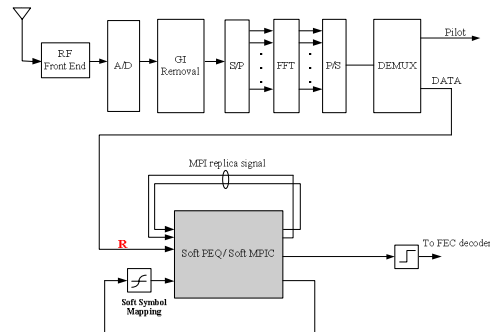 Pilot
RF
Front End
A/D
GI
Removal
S/P
FFT
P/S
DEMUX
DATA
MPI replica signal
R
Soft PEQ/ Soft MPIC
To FEC decoder
Soft Symbol
Mapping